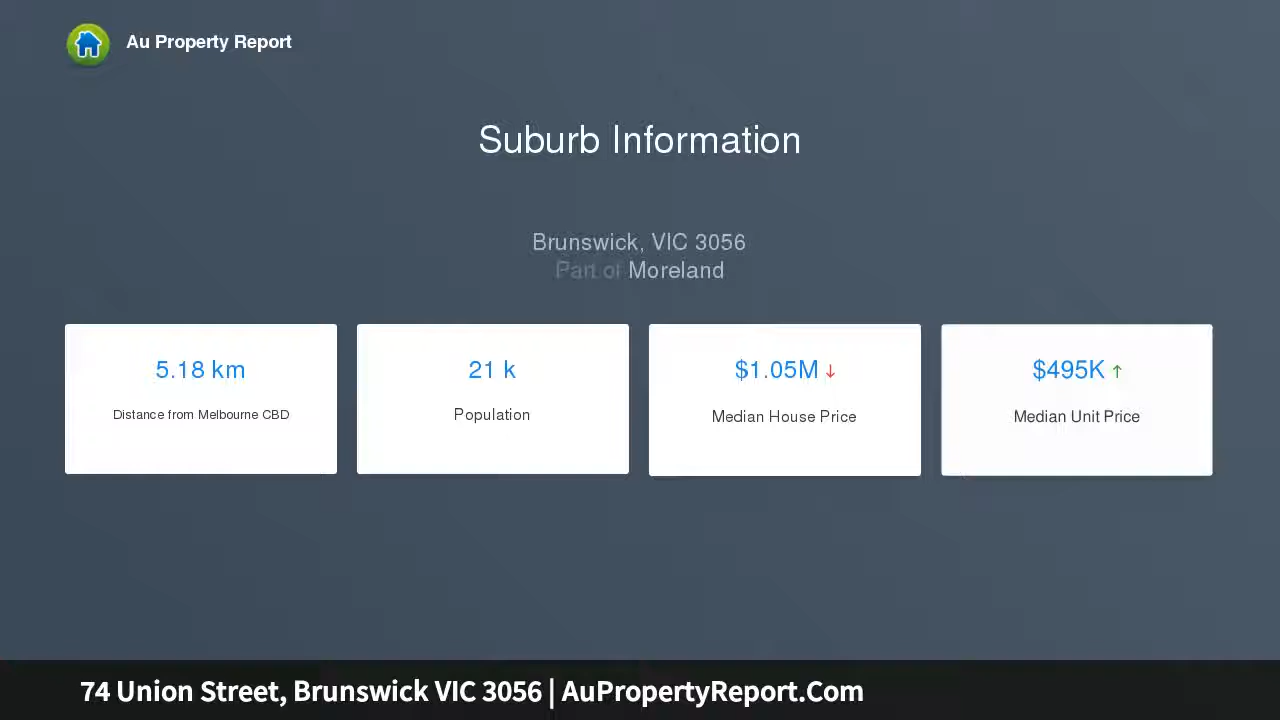 Au Property Report
Suburb Information
Brunswick, VIC 3056
Part of Moreland
5.18 km
Distance from Melbourne CBD
21 k
Population
$1.05M ↓
Median House Price
$495K ↑
Median Unit Price
74 Union Street, Brunswick VIC 3056 | AuPropertyReport.Com